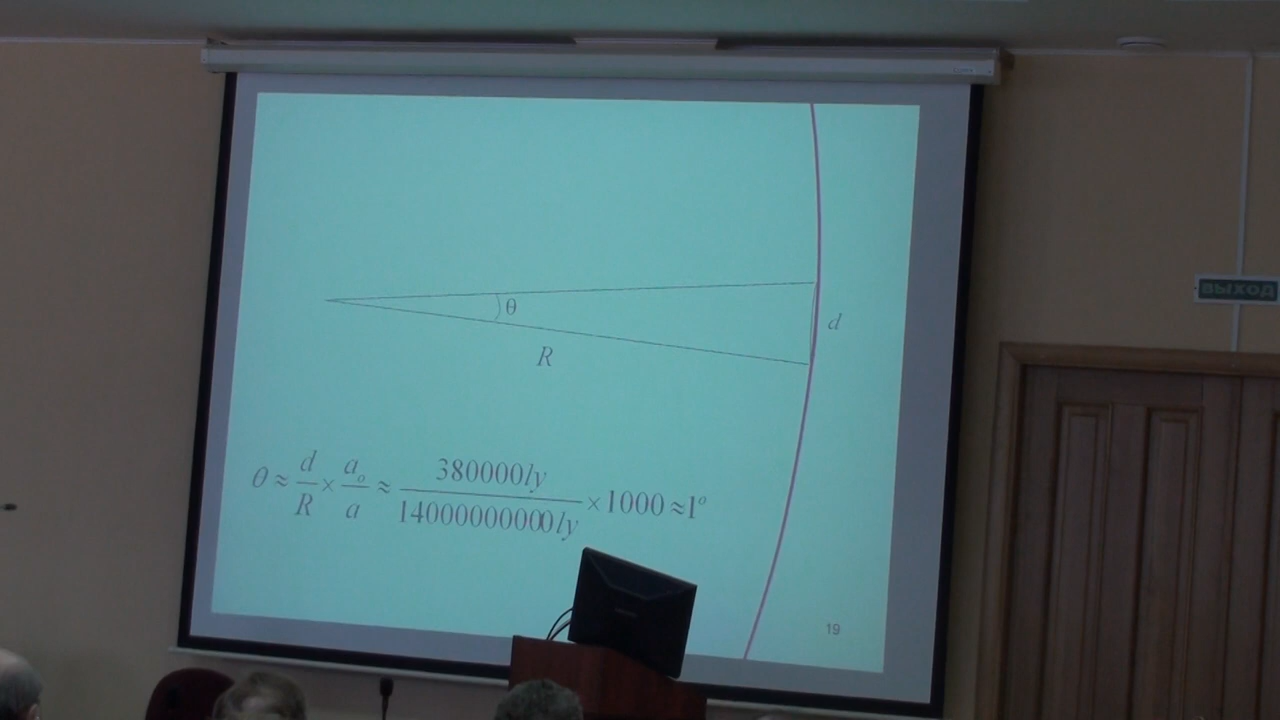 θ
d
R
θ ≈ d/R × a₀/a ≈ 380000ly/14000000000ly × 1000 ≈ 1°
19
ВЫХОД